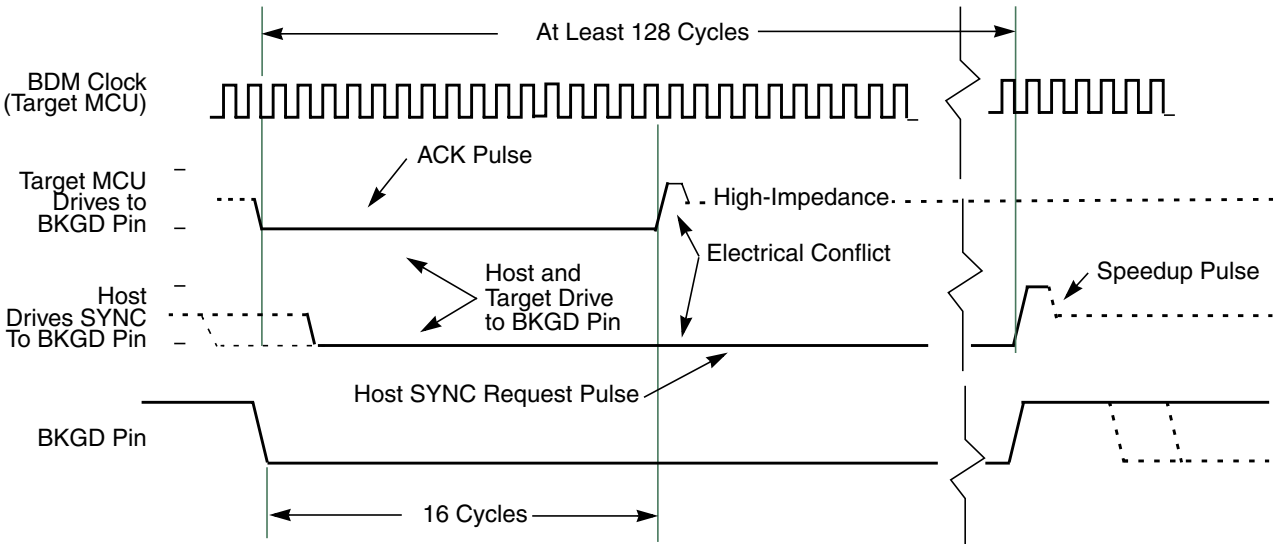 At Least 128 Cycles
BDM Clock
(Target MCU)
ACK Pulse
Target MCU
Drives to
BKGD Pin
High-Impedance
Electrical Conflict
Host and
Target Drive
to BKGD Pin
Speedup Pulse
Host
Drives SYNC
To BKGD Pin
Host SYNC Request Pulse
BKGD Pin
16 Cycles